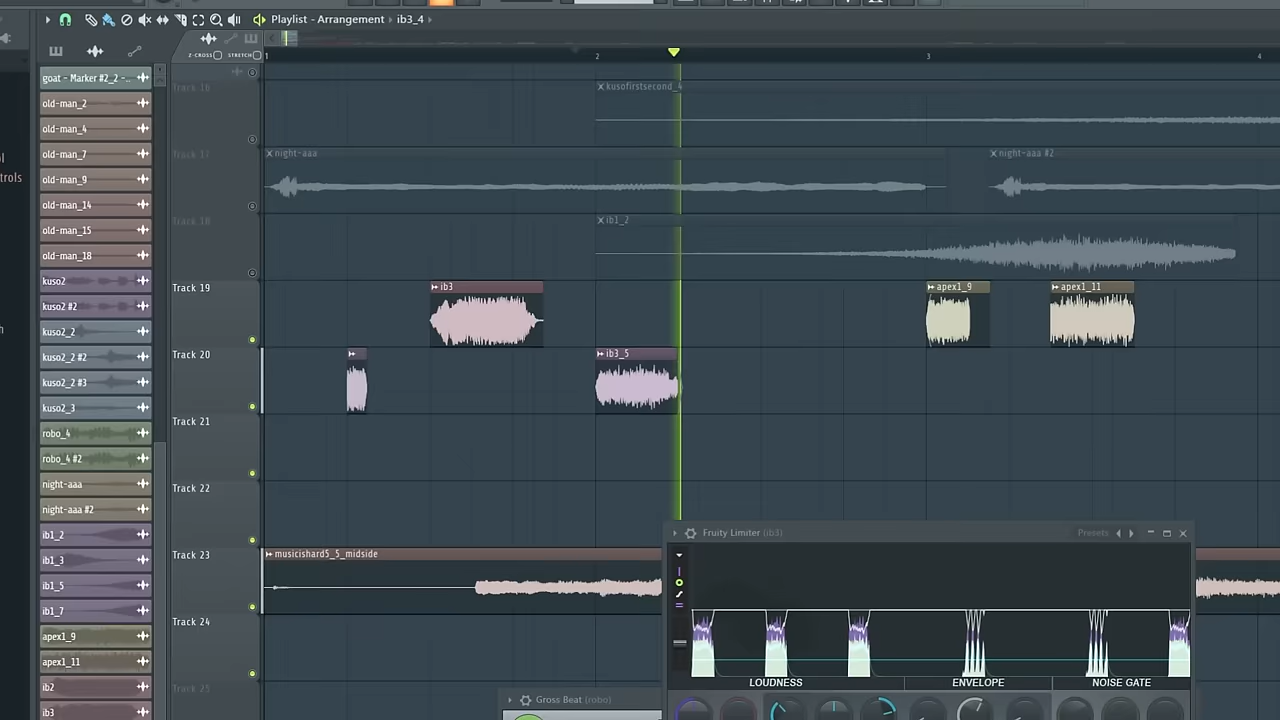 Playlist - Arrangement › ib3_4 ›
Z-CROSS STRETCH
1 2 3 4
goat - Marker #2_2 -..
old-man_2
old-man_4
old-man_7
old-man_9
old-man_14
old-man_15
old-man_18
kuso2
kuso2 #2
kuso2_2
kuso2_2 #2
kuso2_2 #3
kuso2_3
robo_4
robo_4 #2
night-aaa
night-aaa #2
ib1_2
ib1_3
ib1_5
ib1_7
apex1_9
apex1_11
ib2
ib3
trols
Track 16
kusofirstsecond_4
Track 17
night-aaa
night-aaa #2
Track 18
ib1_2
Track 19
ib3
apex1_9
apex1_11
Track 20
ib3_5
Track 21
Track 22
Track 23
musicishard5_5_midside
Track 24
Track 25
Fruity Limiter (ib3)
Presets
LOUDNESS ENVELOPE NOISE GATE
Gross Beat (robo)